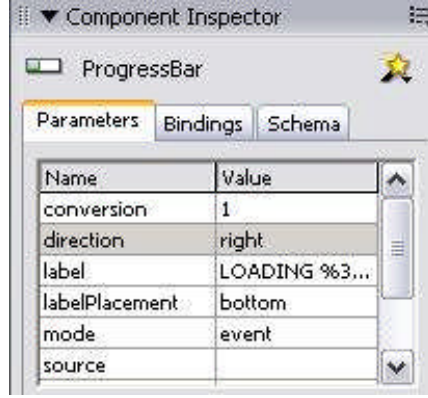 Component Inspector
ProgressBar
Parameters Bindings Schema
Name Value
conversion 1
direction right
label LOADING %3...
labelPlacement bottom
mode event
source